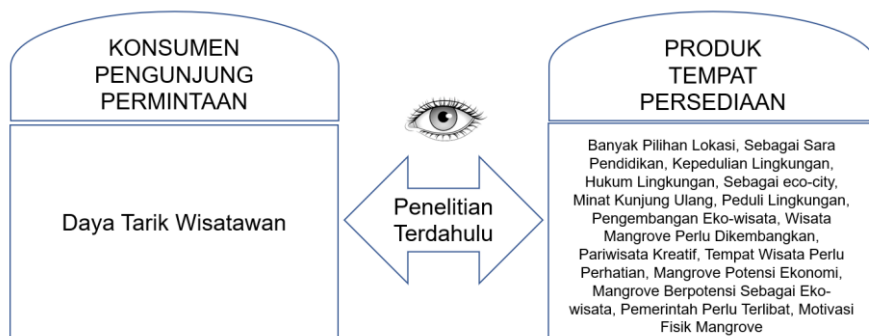 KONSUMEN
PENGUNJUNG
PERMINTAAN
Daya Tarik Wisatawan
Penelitian
Terdahulu
PRODUK
TEMPAT
PERSEDIAAN
Banyak Pilihan Lokasi, Sebagai Sara
Pendidikan, Kepedulian Lingkungan,
Hukum Lingkungan, Sebagai eco-city,
Minat Kunjung Ulang, Peduli Lingkungan,
Pengembangan Eko-wisata, Wisata
Mangrove Perlu Dikembangkan,
Pariwisata Kreatif, Tempat Wisata Perlu
Perhatian, Mangrove Potensi Ekonomi,
Mangrove Berpotensi Sebagai Eko-
wisata, Pemerintah Perlu Terlibat, Motivasi
Fisik Mangrove